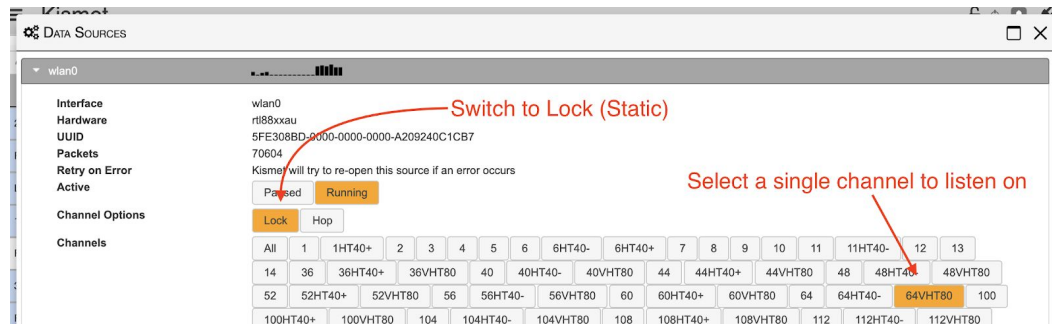 Kismet
DATA SOURCES
wlan0
Interface wlan0
Switch to Lock (Static)
Hardware rtl88xxau
UUID 5FE308BD-0000-0000-0000-A209240C1CB7
Packets 70604
Retry on Error Kismet will try to re-open this source if an error occurs
Active Paused Running
Select a single channel to listen on
Channel Options Lock Hop
Channels All 1 1HT40+ 2 3 4 5 6 6HT40- 6HT40+ 7 8 9 10 11 11HT40- 12 13
14 36 36HT40+ 36VHT80 40 40HT40- 40VHT80 44 44HT40+ 44VHT80 48 48HT40- 48VHT80
52 52HT40+ 52VHT80 56 56HT40- 56VHT80 60 60HT40+ 60VHT80 64 64HT40- 64VHT80 100
100HT40+ 100VHT80 104 104HT40- 104VHT80 108 108HT40+ 108VHT80 112 112HT40- 112VHT80